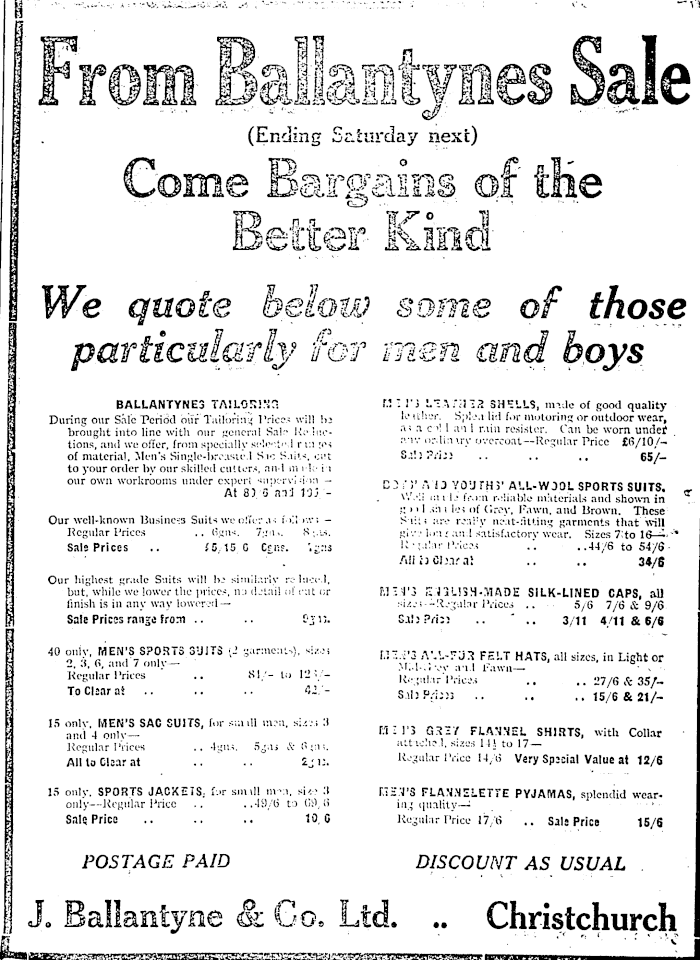 From Ballantynes Sale
(Ending Saturday next)
Come Bargains of the
Better Kind
We quote below some of those
particularly for men and boys
BALLANTYNES TAILORING
During our Sale Period our Tailoring Prices will be
brought into line with our general Sale Reduc-
tions, and we offer, from specially selected ranges
of material, Men's Single-breasted Sac Suits, cut
to your order by our skilled cutters, and made in
our own workrooms under expert supervision —
At 89/6 and
Our well-known Business Suits we offer as follows—
Regular Prices .. 6gns. 7gns. 8gns.
Sale Prices .. £5/15/6 6gns. 7gns
Our highest grade Suits will be similarly reduced,
but, while we lower the prices, no detail of cut or
finish is in any way lowered—
Sale Prices range from .. ..
40 only, MEN'S SPORTS SUITS (2 garments), sizes
2, 3, 6, and 7 only—
Regular Prices 84/- to
To Clear at .. .. .. 42/-
15 only, MEN'S SAC SUITS, for small men, sizes 3
and 4 only—
Regular Prices .. 4gns. 5gns & 6gns.
All to Clear at .. .. 2gns.
15 only, SPORTS JACKETS, for small men, size 3
only—Regular Price .. ..49/6 to 69/6
Sale Price .. .. .. 10/6
POSTAGE PAID
MEN'S LEATHER SHELLS, made of good quality
leather. Splendid for motoring or outdoor wear,
as a cold and rain resister. Can be worn under
any ordinary overcoat—Regular Price £6/10/-
Sale Price .. .. .. 65/-
BOYS' AND YOUTHS' ALL-WOOL SPORTS SUITS.
Well made from reliable materials and shown in
good shades of Grey, Fawn, and Brown. These
Suits are really neat-fitting garments that will
give long and satisfactory wear. Sizes 7 to 16—
Regular Prices .. ..44/6 to 54/6
All to Clear at .. .. 34/6
MEN'S ENGLISH-MADE SILK-LINED CAPS, all
sizes—Regular Prices .. 5/6 7/6 & 9/6
Sale Price .. .. 3/11 4/11 & 6/6
MEN'S ALL-FUR FELT HATS, all sizes, in Light or
Mid-Grey and Fawn—
Regular Prices .. .. 27/6 & 35/-
Sale Prices .. .. 15/6 & 21/-
MEN'S GREY FLANNEL SHIRTS, with Collar
attached, sizes 14½ to 17—
Regular Price 14/6 Very Special Value at 12/6
MEN'S FLANNELETTE PYJAMAS, splendid wear-
ing quality—
Regular Price 17/6 .. Sale Price 15/6
DISCOUNT AS USUAL
J. Ballantyne & Co. Ltd. .. Christchurch